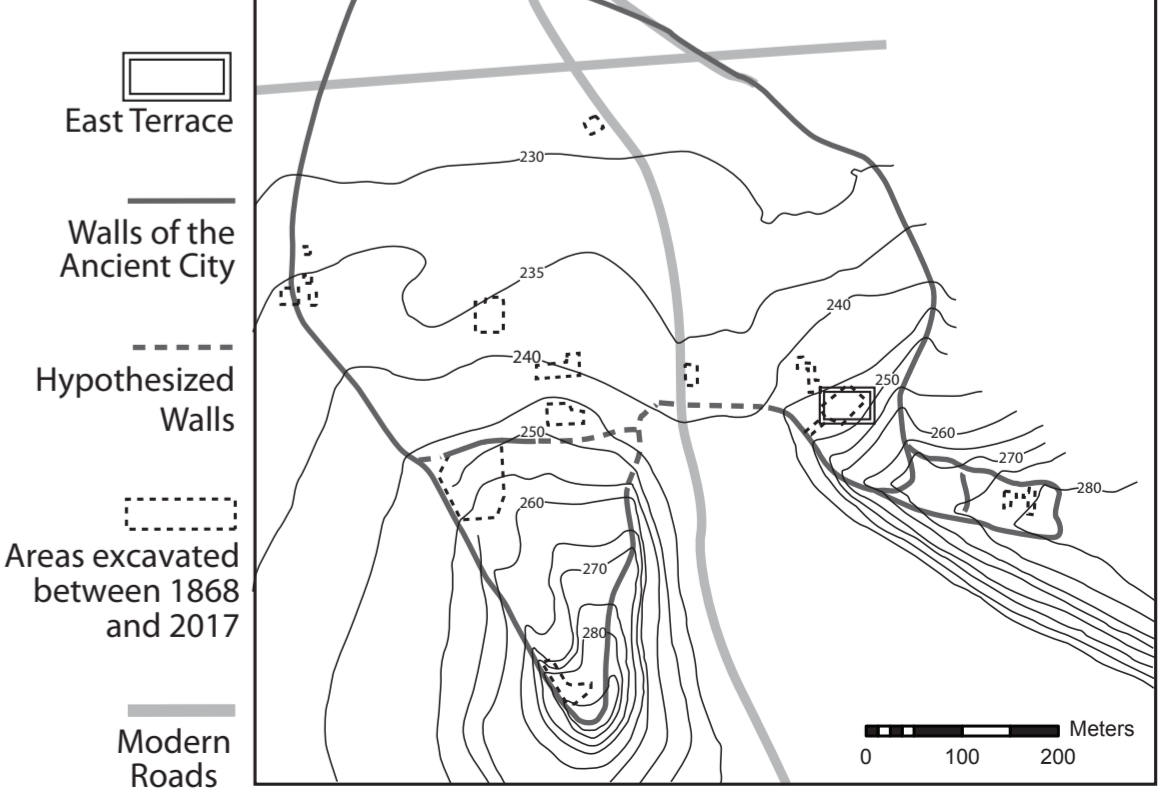 East Terrace
Walls of the
Ancient City
Hypothesized
Walls
Areas excavated
between 1868
and 2017
Modern
Roads
230
235
240
240
250
250
260
260
270
270
280
280
Meters
0 100 200